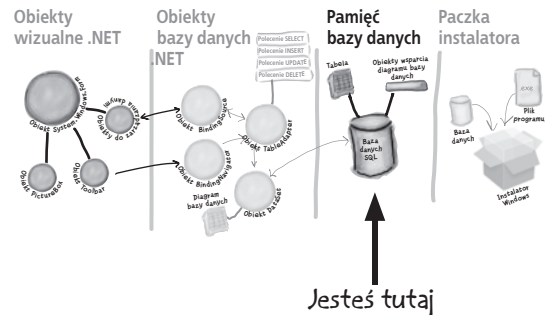 Obiekty
wizualne .NET
Obiekty
bazy danych
.NET
Pamięć
bazy danych
Paczka
instalatora
Polecenie SELECT
Polecenie INSERT
Polecenie UPDATE
Polecenie DELETE
Obiekt System.Windows.Form
Obiekty do zarządzania danymi
Obiekt PictureBox
Obiekt Toolbar
Obiekt BindingSource
Obiekt TableAdapter
Obiekt BindingNavigator
Obiekt DataSet
Diagram
bazy danych
Tabela
Obiekty wsparcia
diagramu bazy
danych
Baza
danych
SQL
Baza
danych
.exe
Plik
programu
Instalator
Windows
Jesteś tutaj